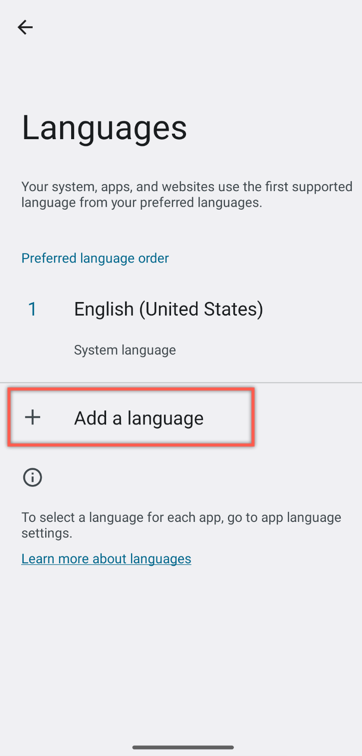 Languages
Your system, apps, and websites use the first supported
language from your preferred languages.
Preferred language order
1 English (United States)
System language
+ Add a language
To select a language for each app, go to app language
settings.
Learn more about languages